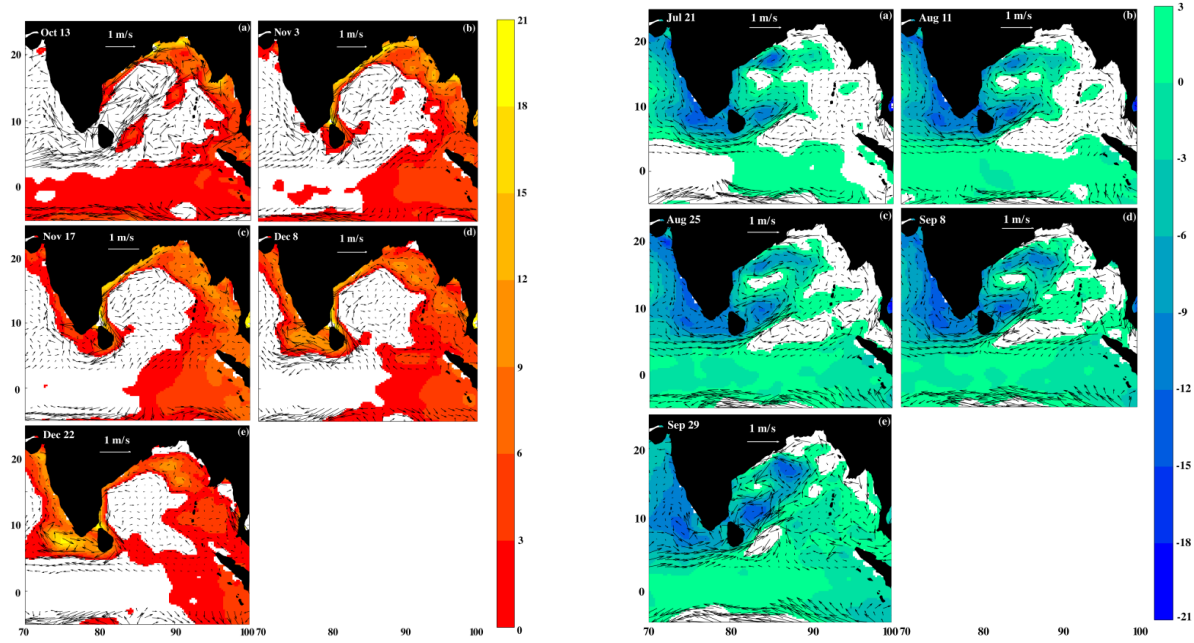 Oct 13
1 m/s
(a)
20
10
0
Nov 3
1 m/s
(b)
Nov 17
1 m/s
(c)
20
10
0
Dec 8
1 m/s
(d)
Dec 22
1 m/s
(e)
20
10
0
70 80 90 100 70 80 90 100
21
18
15
12
9
6
3
0
Jul 21
1 m/s
(a)
20
10
0
Aug 11
1 m/s
(b)
Aug 25
1 m/s
(c)
20
10
0
Sep 8
1 m/s
(d)
Sep 29
1 m/s
(e)
20
10
0
70 80 90 100 70 80 90 100
3
0
-3
-6
-9
-12
-15
-18
-21